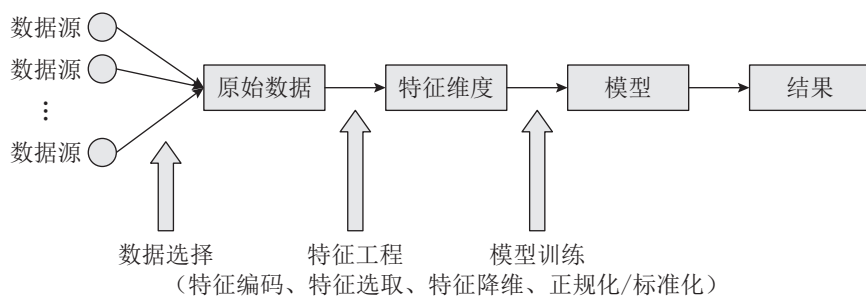 数据源
数据源
⋮
数据源
原始数据
特征维度
模型
结果
数据选择
特征工程
模型训练
（特征编码、特征选取、特征降维、正规化/标准化）